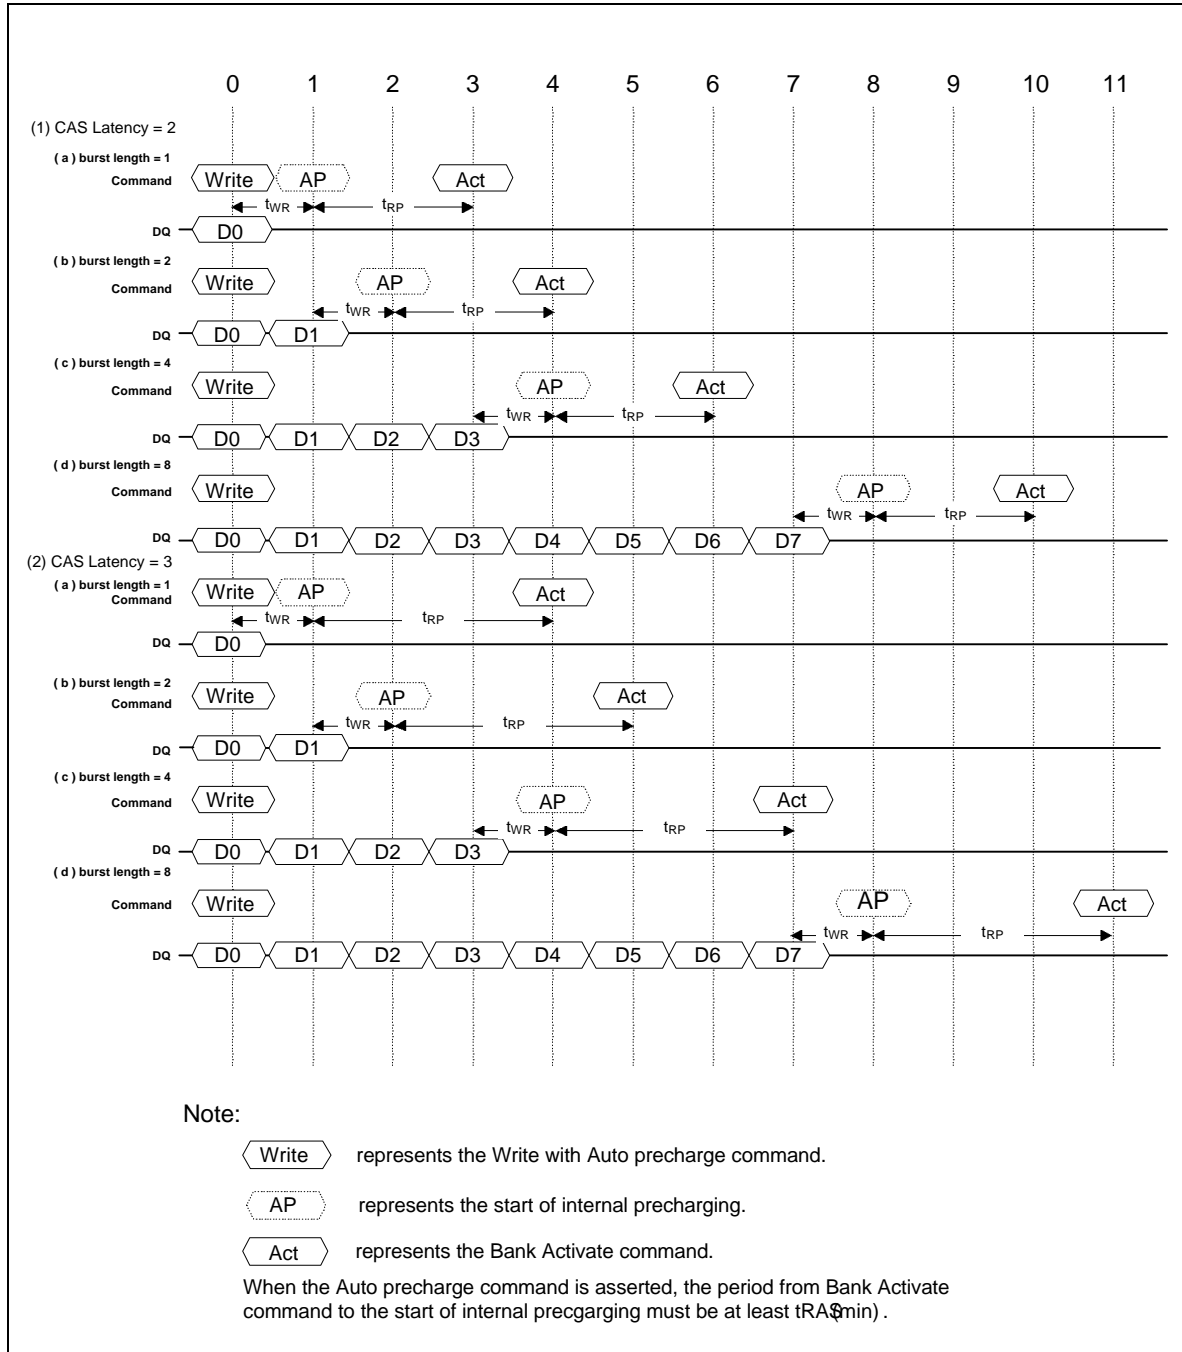 0 1 2 3 4 5 6 7 8 9 10 11
(1) CAS Latency = 2
( a ) burst length = 1
Command Write AP Act
tWR tRP
DQ D0
( b ) burst length = 2
Command Write AP Act
tWR tRP
DQ D0 D1
( c ) burst length = 4
Command Write AP Act
tWR tRP
DQ D0 D1 D2 D3
( d ) burst length = 8
Command Write AP Act
tWR tRP
DQ D0 D1 D2 D3 D4 D5 D6 D7
(2) CAS Latency = 3
( a ) burst length = 1
Command Write AP Act
tWR tRP
DQ D0
( b ) burst length = 2
Command Write AP Act
tWR tRP
DQ D0 D1
( c ) burst length = 4
Command Write AP Act
tWR tRP
DQ D0 D1 D2 D3
( d ) burst length = 8
Command Write AP Act
tWR tRP
DQ D0 D1 D2 D3 D4 D5 D6 D7
Note:
Write represents the Write with Auto precharge command.
AP represents the start of internal precharging.
Act represents the Bank Activate command.
When the Auto precharge command is asserted, the period from Bank Activate
command to the start of internal precgarging must be at least tRAS(min) .